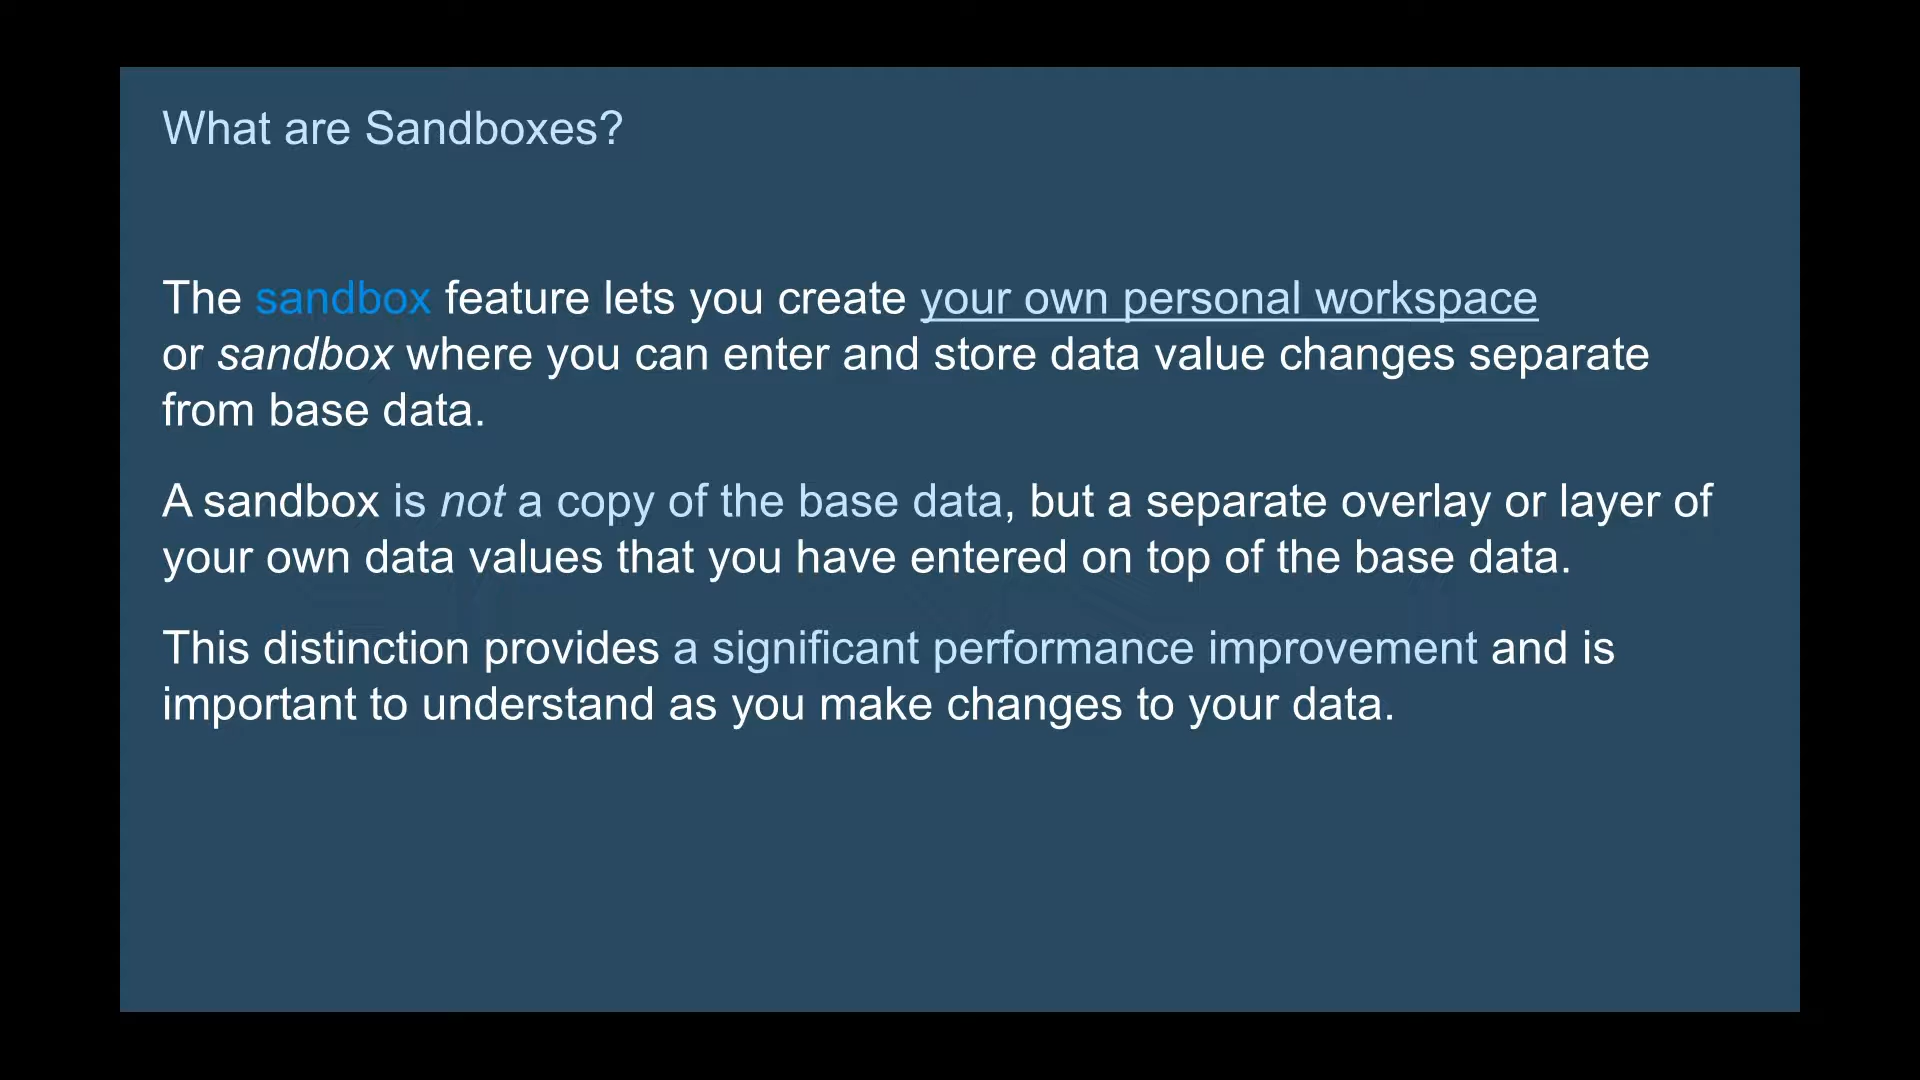 What are Sandboxes?
The sandbox feature lets you create your own personal workspace
or sandbox where you can enter and store data value changes separate
from base data.
A sandbox is not a copy of the base data, but a separate overlay or layer of
your own data values that you have entered on top of the base data.
This distinction provides a significant performance improvement and is
important to understand as you make changes to your data.